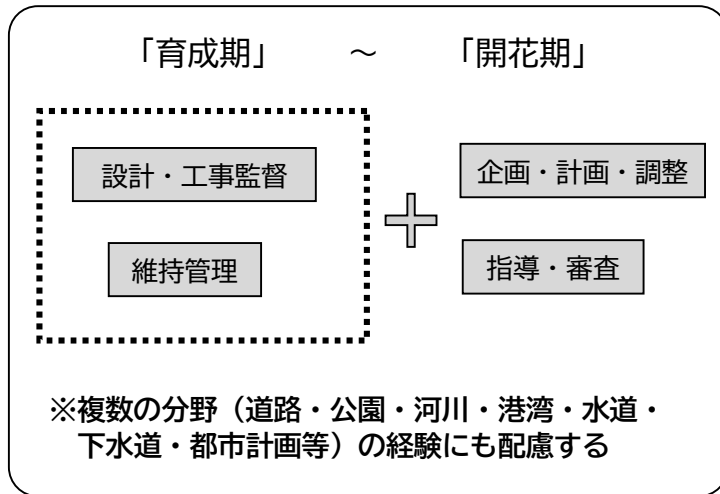 「育成期」 ～ 「開花期」
設計・工事監督
企画・計画・調整
維持管理
指導・審査
※複数の分野（道路・公園・河川・港湾・水道・
下水道・都市計画等）の経験にも配慮する